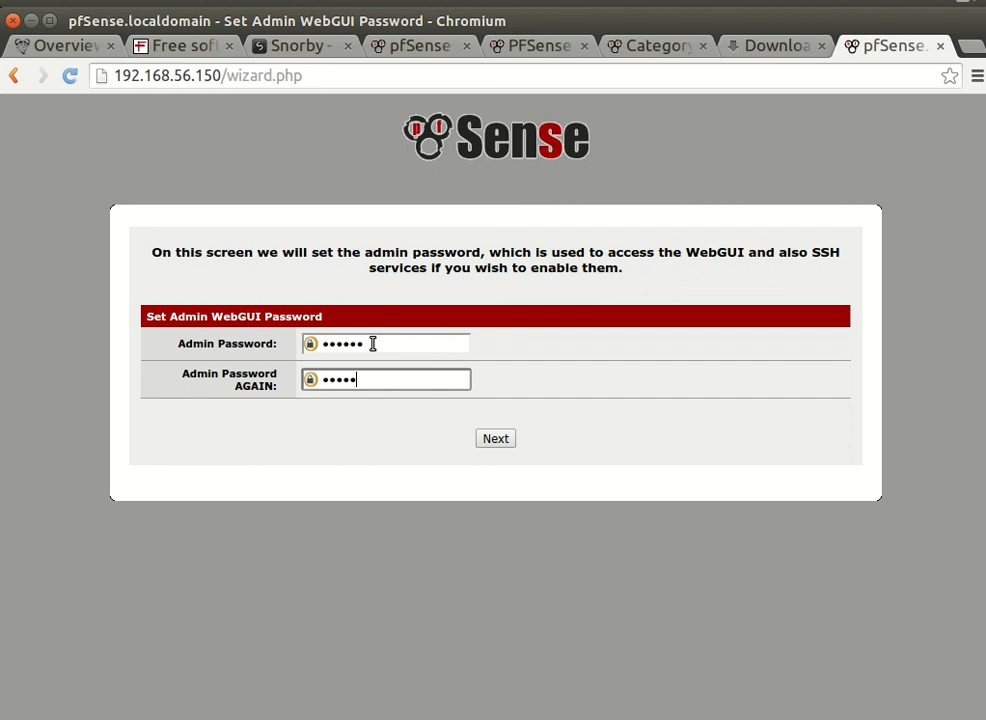 pfSense.localdomain - Set Admin WebGUI Password - Chromium
Overview Free soft Snorby - pfSense PFSense Category Downloa pfSense.
192.168.56.150/wizard.php
pf Sense
On this screen we will set the admin password, which is used to access the WebGUI and also SSH
services if you wish to enable them.
Set Admin WebGUI Password
Admin Password: ••••••
Admin Password
AGAIN: •••••
Next